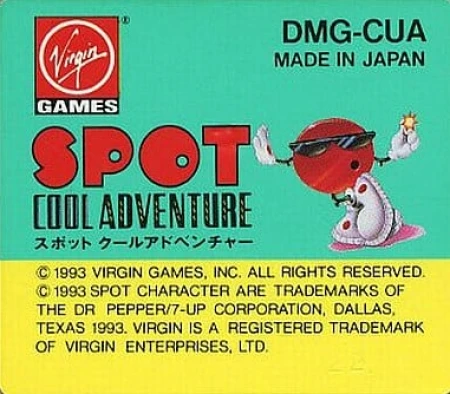 Virgin®
GAMES
DMG-CUA
MADE IN JAPAN
SPOT
COOL ADVENTURE
スポット クールアドベンチャー
© 1993 VIRGIN GAMES, INC. ALL RIGHTS RESERVED.
© 1993 SPOT CHARACTER ARE TRADEMARKS OF
THE DR PEPPER/7-UP CORPORATION, DALLAS,
TEXAS 1993. VIRGIN IS A REGISTERED TRADEMARK
OF VIRGIN ENTERPRISES, LTD.